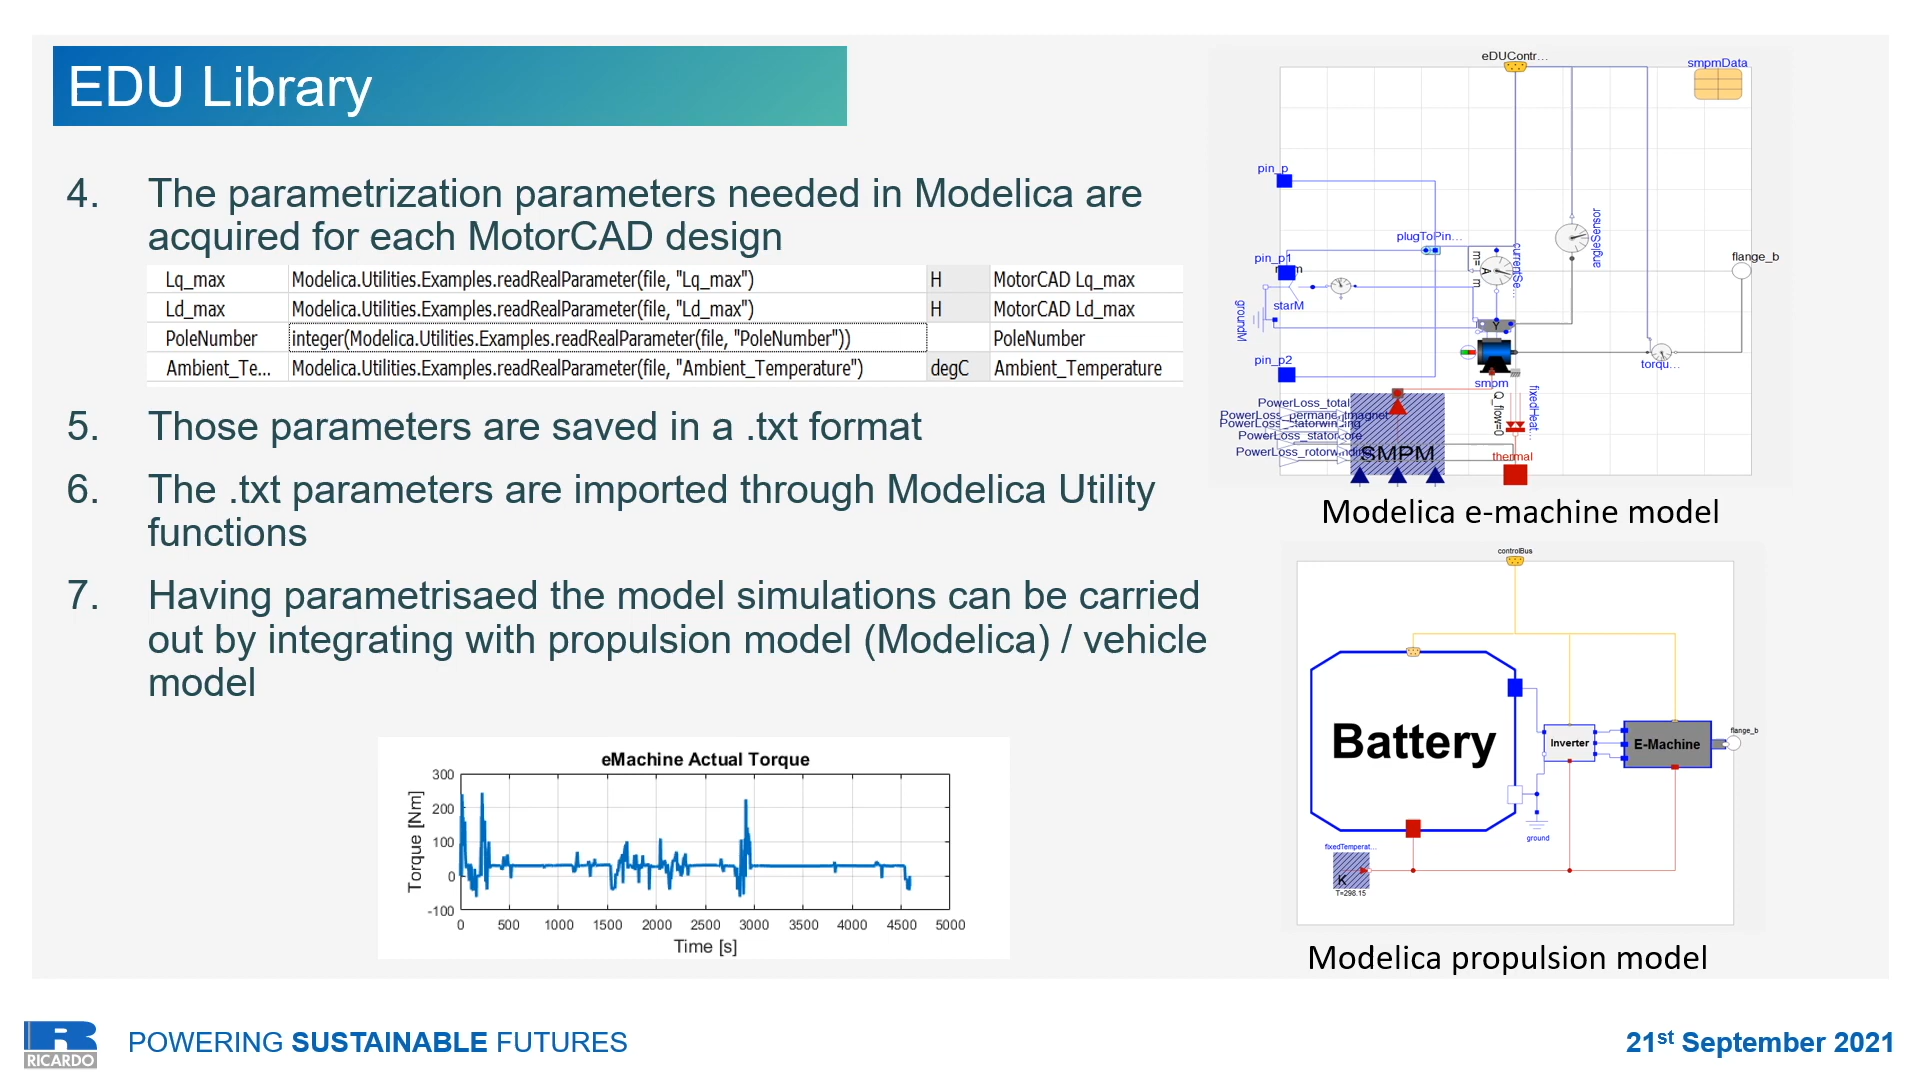 EDU Library
4. The parametrization parameters needed in Modelica are
acquired for each MotorCAD design
Lq_max Modelica.Utilities.Examples.readRealParameter(file, "Lq_max") H MotorCAD Lq_max
Ld_max Modelica.Utilities.Examples.readRealParameter(file, "Ld_max") H MotorCAD Ld_max
PoleNumber integer(Modelica.Utilities.Examples.readRealParameter(file, "PoleNumber")) PoleNumber
Ambient_Te... Modelica.Utilities.Examples.readRealParameter(file, "Ambient_Temperature") degC Ambient_Temperature
5. Those parameters are saved in a .txt format
6. The .txt parameters are imported through Modelica Utility
functions
7. Having parametrisaed the model simulations can be carried
out by integrating with propulsion model (Modelica) / vehicle
model
eMachine Actual Torque
Torque [Nm]
300
200
100
0
-100
0 500 1000 1500 2000 2500 3000 3500 4000 4500 5000
Time [s]
eDUContr...
smpmData
pin_p
plugToPin...
angleSensor
flange_b
pin_p1
currentSe...
m=
A
m
starM
groundM
Y
pin_p2
torqu...
smpm
fixedHeat...
Q_flow=0
PowerLoss_total
PowerLoss_permanetmagnet
PowerLoss_statorwinding
PowerLoss_statorcore
PowerLoss_rotorwinding
SMPM
thermal
Modelica e-machine model
controlBus
Battery
Inverter
E-Machine
flange_b
ground
fixedTemperat...
K
T=298.15
Modelica propulsion model
RICARDO
POWERING SUSTAINABLE FUTURES
21st September 2021